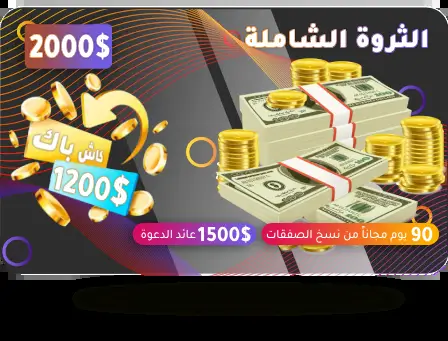 الثروة الشاملة
2000$
كاش باك
1200$
90 يوم مجاناً من نسخ الصفقات
1500$ عائد الدعوة